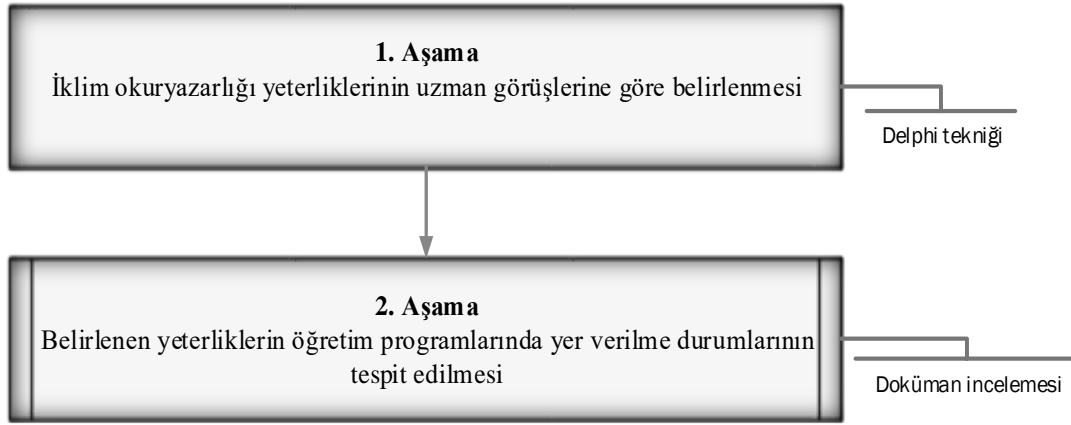 1. Aşama
İklim okuryazarlığı yeterliklerinin uzman görüşlerine göre belirlenmesi
Delphi tekniği
2. Aşama
Belirlenen yeterliklerin öğretim programlarında yer verilme durumlarının
tespit edilmesi
Doküman incelemesi